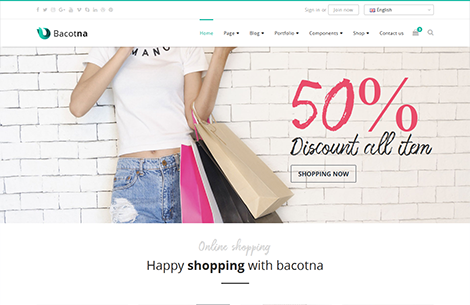 Sign in or Join now English
Bacotna Home Page Blog Portfolio Components Shop Contact us
MANO
50%
Discount all item
SHOPPING NOW
Online shopping
Happy shopping with bacotna